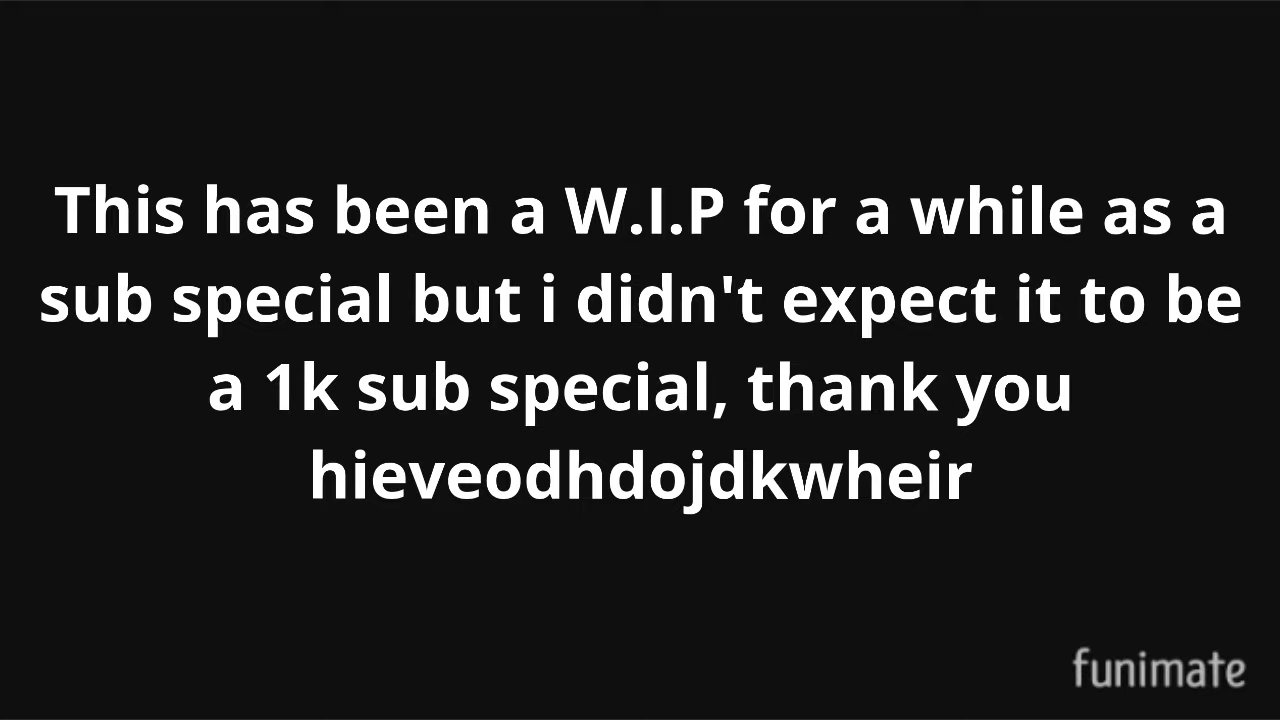 This has been a W.I.P for a while as a
sub special but i didn't expect it to be
a 1k sub special, thank you
hieveodhdojdkwheir
funimate